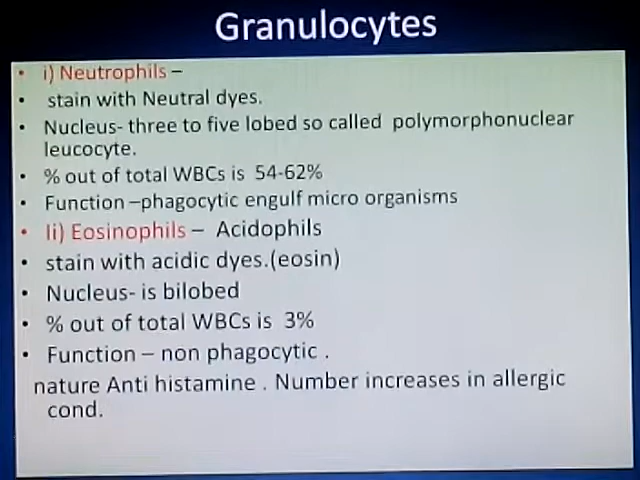 Granulocytes
• i) Neutrophils –
• stain with Neutral dyes.
• Nucleus- three to five lobed so called polymorphonuclear
leucocyte.
• % out of total WBCs is 54-62%
• Function –phagocytic engulf micro organisms
• Ii) Eosinophils – Acidophils
• stain with acidic dyes.(eosin)
• Nucleus- is bilobed
• % out of total WBCs is 3%
• Function – non phagocytic .
nature Anti histamine . Number increases in allergic
cond.